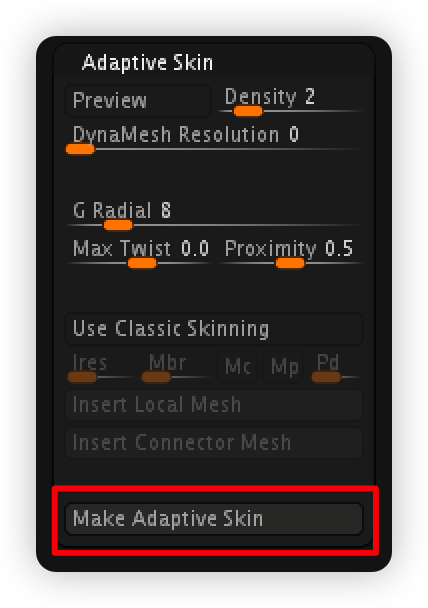 Adaptive Skin
Preview Density 2
DynaMesh Resolution 0
G Radial 8
Max Twist 0.0 Proximity 0.5
Use Classic Skinning
Ires Mbr Mc Mp Pd
Insert Local Mesh
Insert Connector Mesh
Make Adaptive Skin